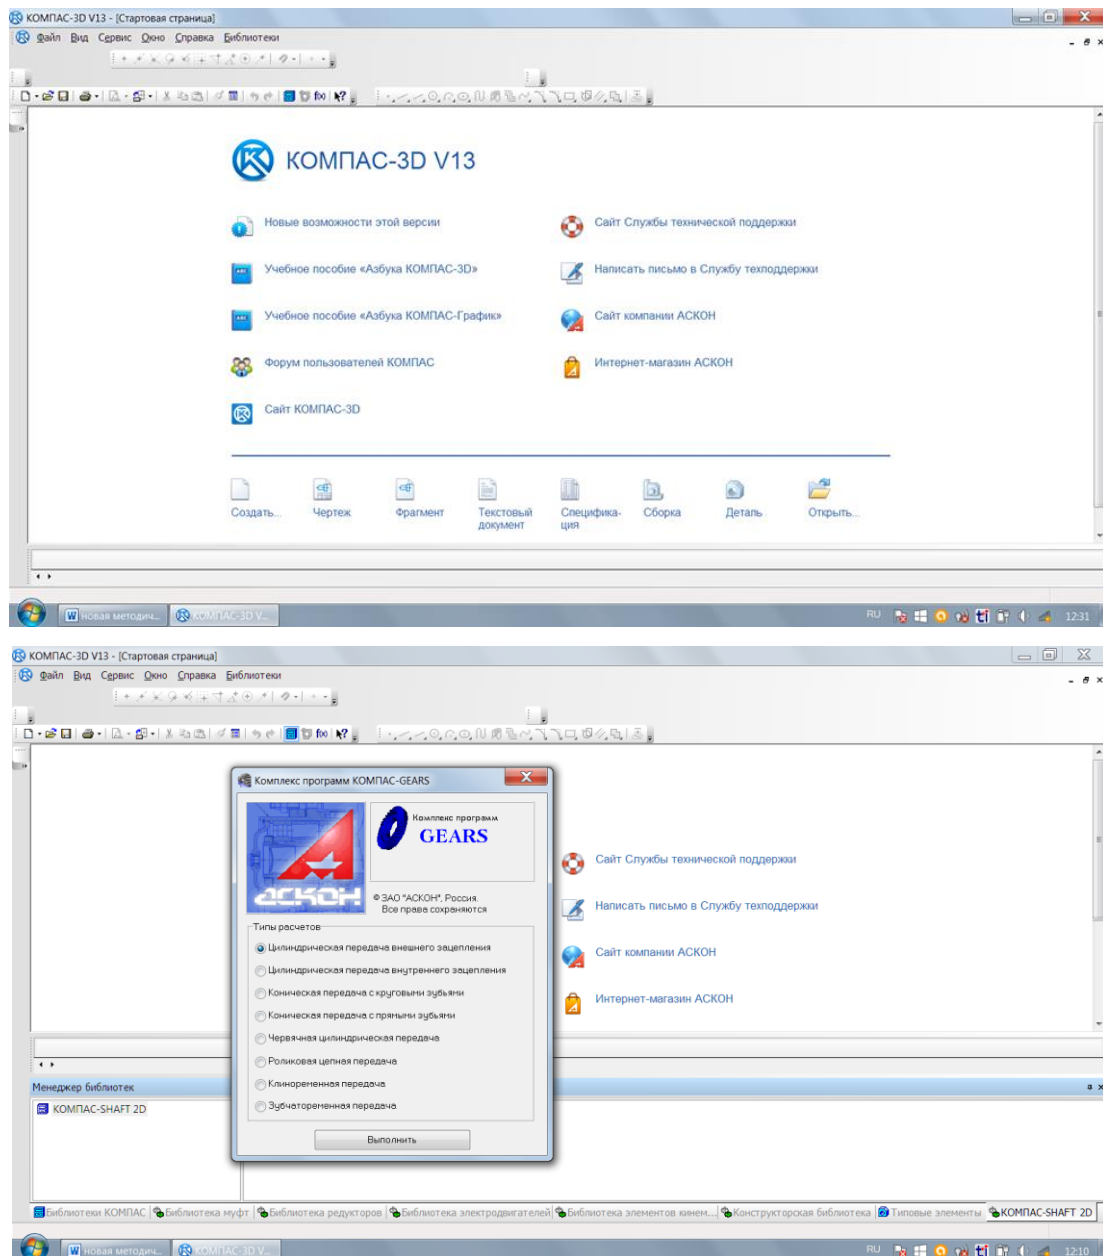 КОМПАС-3D V13 - [Стартовая страница]
Файл Вид Сервис Окно Справка Библиотеки
КОМПАС-3D V13
Новые возможности этой версии
Сайт Службы технической поддержки
Учебное пособие «Азбука КОМПАС-3D»
Написать письмо в Службу техподдержки
Учебное пособие «Азбука КОМПАС-График»
Сайт компании АСКОН
Форум пользователей КОМПАС
Интернет-магазин АСКОН
Сайт КОМПАС-3D
Создать...
Чертеж
Фрагмент
Текстовый документ
Специфика-ция
Сборка
Деталь
Открыть...
новая методич...
КОМПАС-3D V...
RU
12:31
КОМПАС-3D V13 - [Стартовая страница]
Файл Вид Сервис Окно Справка Библиотеки
Комплекс программ КОМПАС-GEARS
Комплекс программ
GEARS
АСКОН
© ЗАО "АСКОН". Россия.
Все права сохраняются
Типы расчетов
Цилиндрическая передача внешнего зацепления
Цилиндрическая передача внутреннего зацепления
Коническая передача с круговыми зубьями
Коническая передача с прямыми зубьями
Червячная цилиндрическая передача
Роликовая цепная передача
Клиноременная передача
Зубчатоременная передача
Выполнить
Сайт Службы технической поддержки
Написать письмо в Службу техподдержки
Сайт компании АСКОН
Интернет-магазин АСКОН
Менеджер библиотек
КОМПАС-SHAFT 2D
Библиотеки КОМПАС Библиотека муфт Библиотека редукторов Библиотека электродвигателей Библиотека элементов кинем... Конструкторская библиотека Типовые элементы КОМПАС-SHAFT 2D
новая методич...
КОМПАС-3D V...
RU
12:10